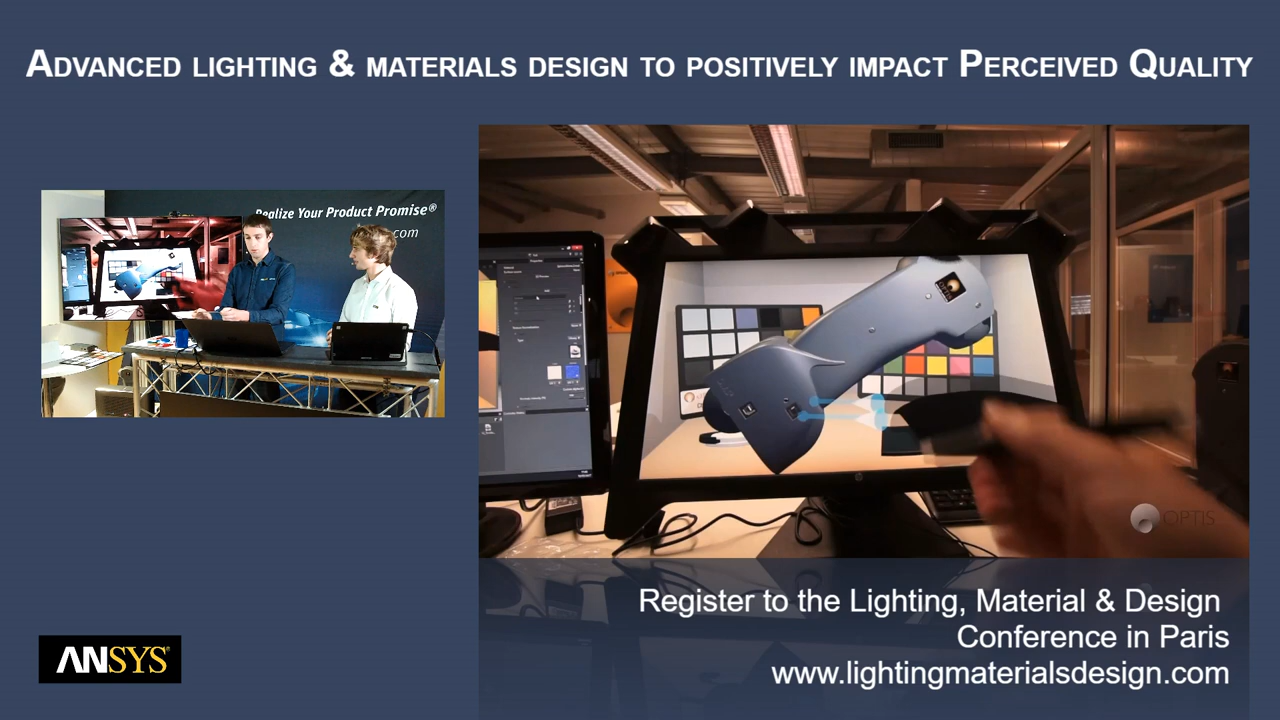 Advanced lighting & materials design to positively impact Perceived Quality
Realize Your Product Promise®
.com
OPTIS
Register to the Lighting, Material & Design
Conference in Paris
www.lightingmaterialsdesign.com
ANSYS®